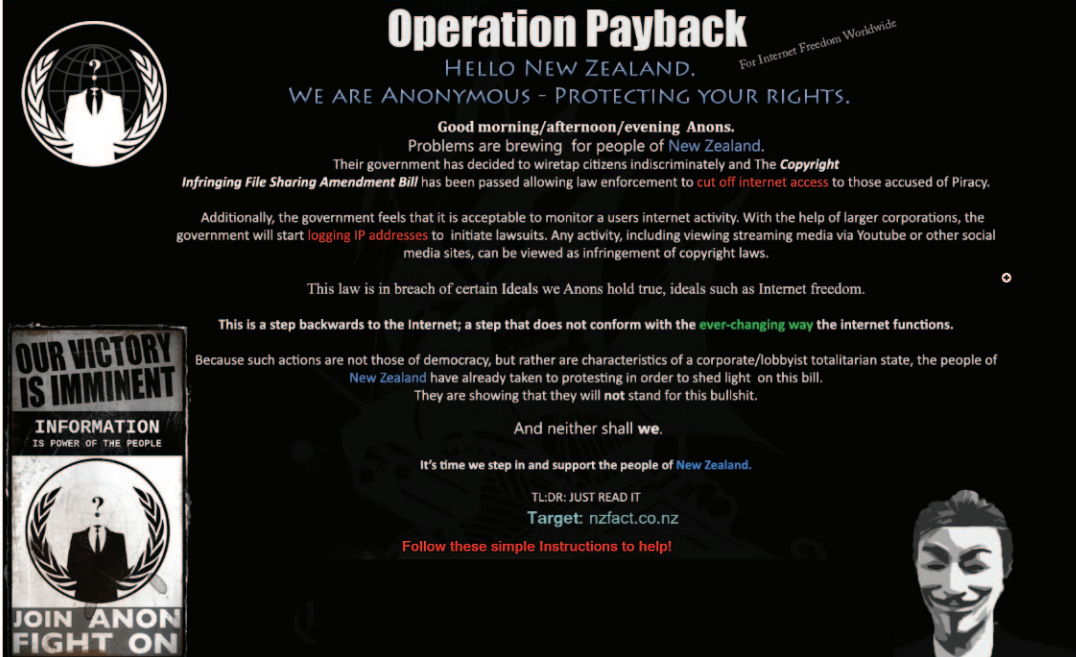 Operation Payback
For Internet Freedom Worldwide
HELLO NEW ZEALAND.
WE ARE ANONYMOUS - PROTECTING YOUR RIGHTS.
Good morning/afternoon/evening Anons.
Problems are brewing for people of New Zealand.
Their government has decided to wiretap citizens indiscriminately and The Copyright
Infringing File Sharing Amendment Bill has been passed allowing law enforcement to cut off internet access to those accused of Piracy.
Additionally, the government feels that it is acceptable to monitor a users internet activity. With the help of larger corporations, the
government will start logging IP addresses to initiate lawsuits. Any activity, including viewing streaming media via Youtube or other social
media sites, can be viewed as infringement of copyright laws.
This law is in breach of certain Ideals we Anons hold true, ideals such as Internet freedom.
This is a step backwards to the Internet; a step that does not conform with the ever-changing way the internet functions.
Because such actions are not those of democracy, but rather are characteristics of a corporate/lobbyist totalitarian state, the people of
New Zealand have already taken to protesting in order to shed light on this bill.
They are showing that they will not stand for this bullshit.
And neither shall we.
It's time we step in and support the people of New Zealand.
TL:DR: JUST READ IT
Target: nzfact.co.nz
Follow these simple Instructions to help!
OUR VICTORY
IS IMMINENT
INFORMATION
IS POWER OF THE PEOPLE
?
JOIN ANON
FIGHT ON
?